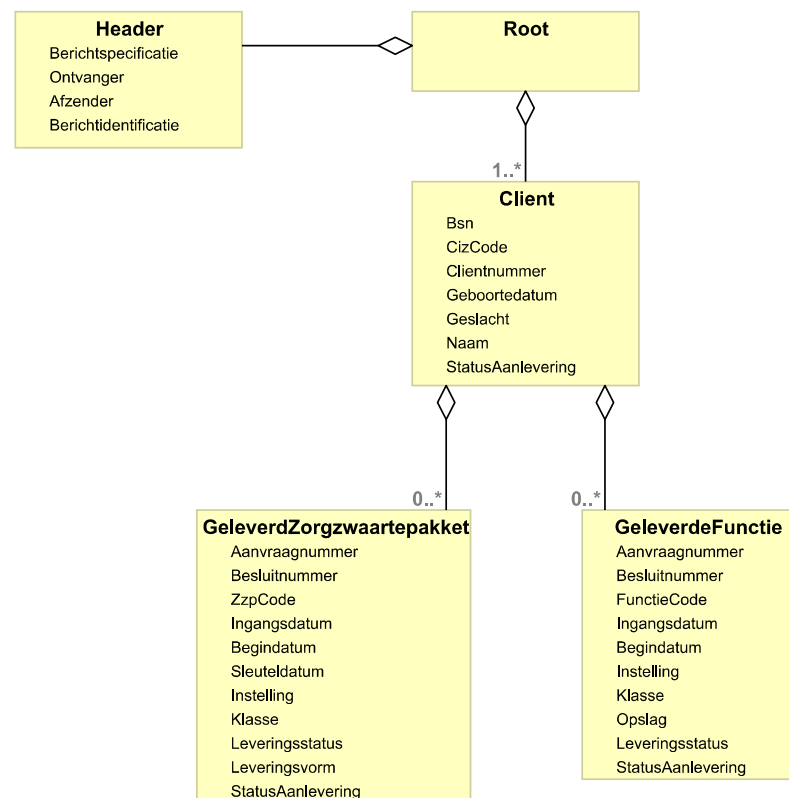 Header
Berichtspecificatie
Ontvanger
Afzender
Berichtidentificatie
Root
1..*
Client
Bsn
CizCode
Clientnummer
Geboortedatum
Geslacht
Naam
StatusAanlevering
0..*
0..*
GeleverdZorgzwaartepakket
Aanvraagnummer
Besluitnummer
ZzpCode
Ingangsdatum
Begindatum
Sleuteldatum
Instelling
Klasse
Leveringsstatus
Leveringsvorm
StatusAanlevering
GeleverdeFunctie
Aanvraagnummer
Besluitnummer
FunctieCode
Ingangsdatum
Begindatum
Instelling
Klasse
Opslag
Leveringsstatus
StatusAanlevering